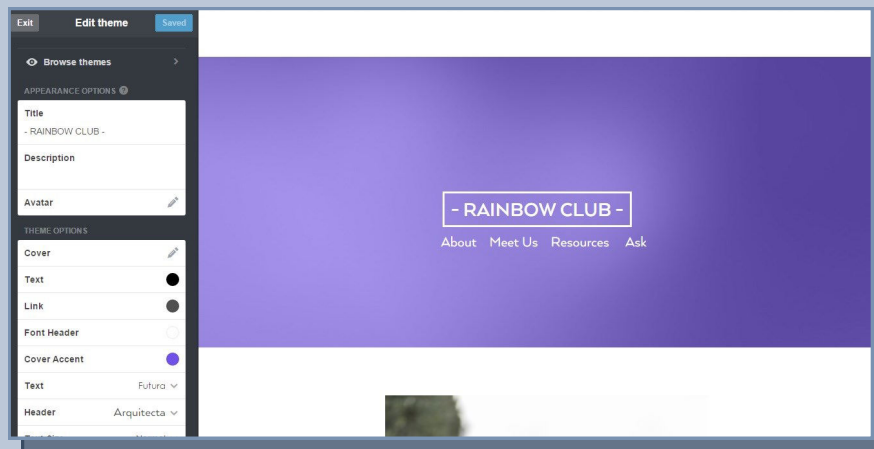 Exit Edit theme Saved
Browse themes
APPEARANCE OPTIONS ?
Title
- RAINBOW CLUB -
Description
Avatar
THEME OPTIONS
Cover
Text
Link
Font Header
Cover Accent
Text Futura
Header Arquitecta
- RAINBOW CLUB -
About Meet Us Resources Ask